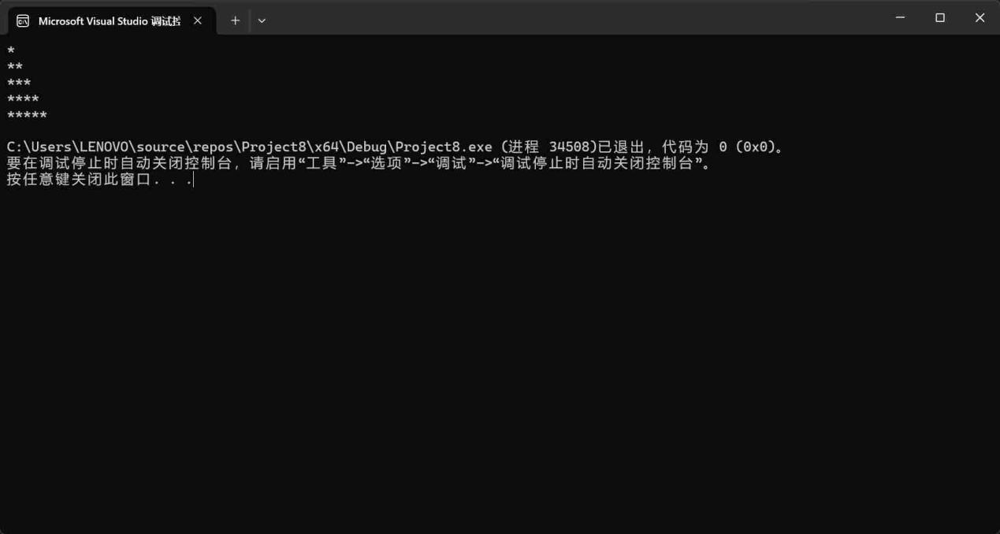 Microsoft Visual Studio 调试控
*
**
***
****
*****
C:\Users\LENOVO\source\repos\Project8\x64\Debug\Project8.exe (进程 34508)已退出，代码为 0 (0x0)。
要在调试停止时自动关闭控制台，请启用“工具”->“选项”->“调试”->“调试停止时自动关闭控制台”。
按任意键关闭此窗口. . .